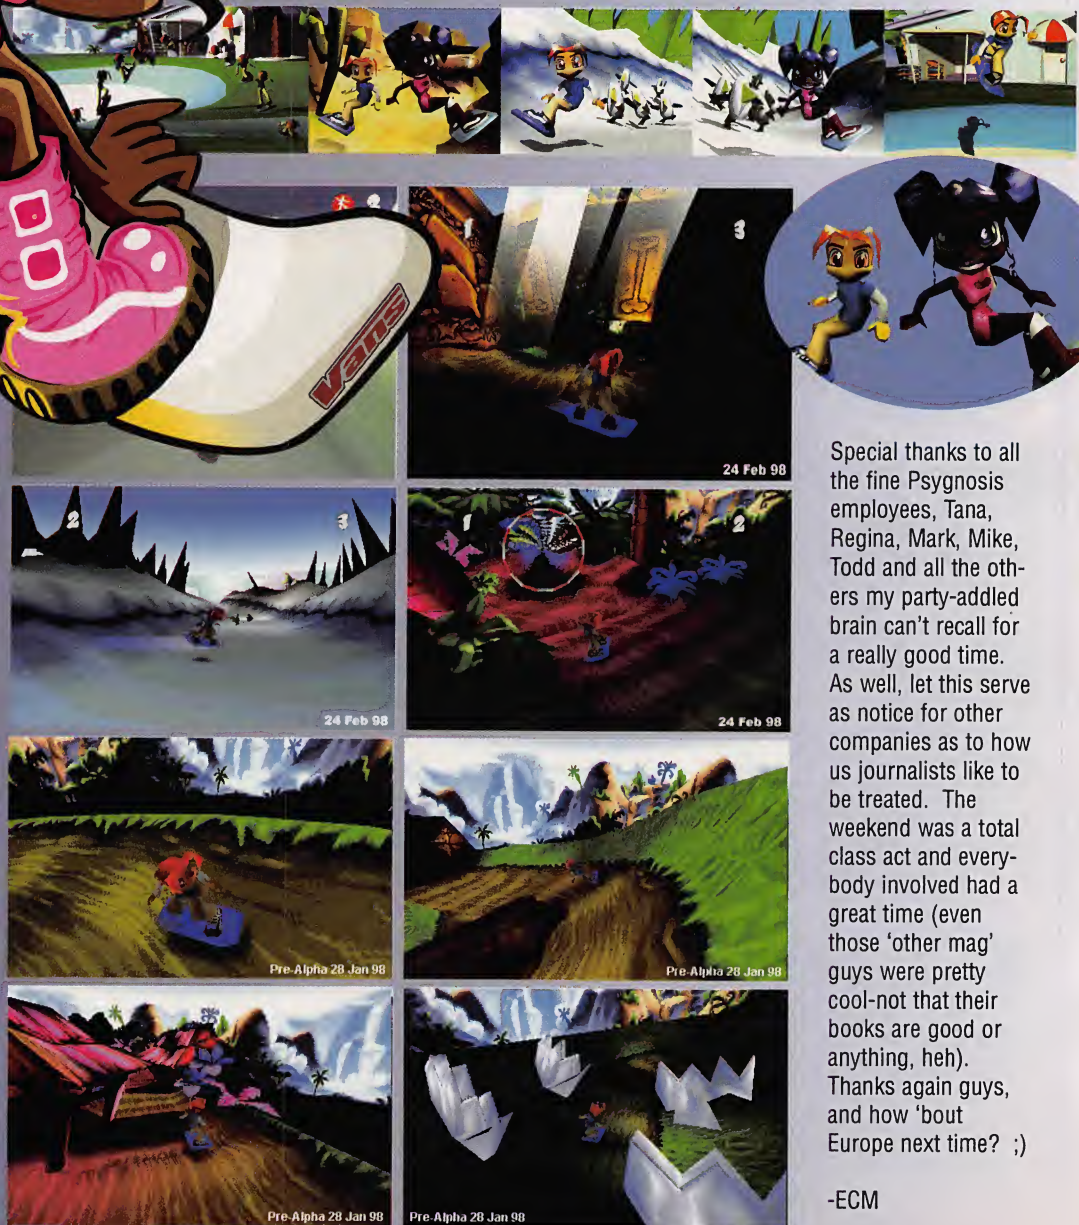 Vans
1
3
24 Feb 98
2
3
24 Feb 98
1
2
24 Feb 98
Pre-Alpha 28 Jan 98
Pre-Alpha 28 Jan 98
Pre-Alpha 28 Jan 98
Pre-Alpha 28 Jan 98
Special thanks to all
the fine Psygnosis
employees, Tana,
Regina, Mark, Mike,
Todd and all the oth-
ers my party-addled
brain can't recall for
a really good time.
As well, let this serve
as notice for other
companies as to how
us journalists like to
be treated.  The
weekend was a total
class act and every-
body involved had a
great time (even
those ‘other mag’
guys were pretty
cool-not that their
books are good or
anything, heh).
Thanks again guys,
and how ‘bout
Europe next time?  ;)
-ECM